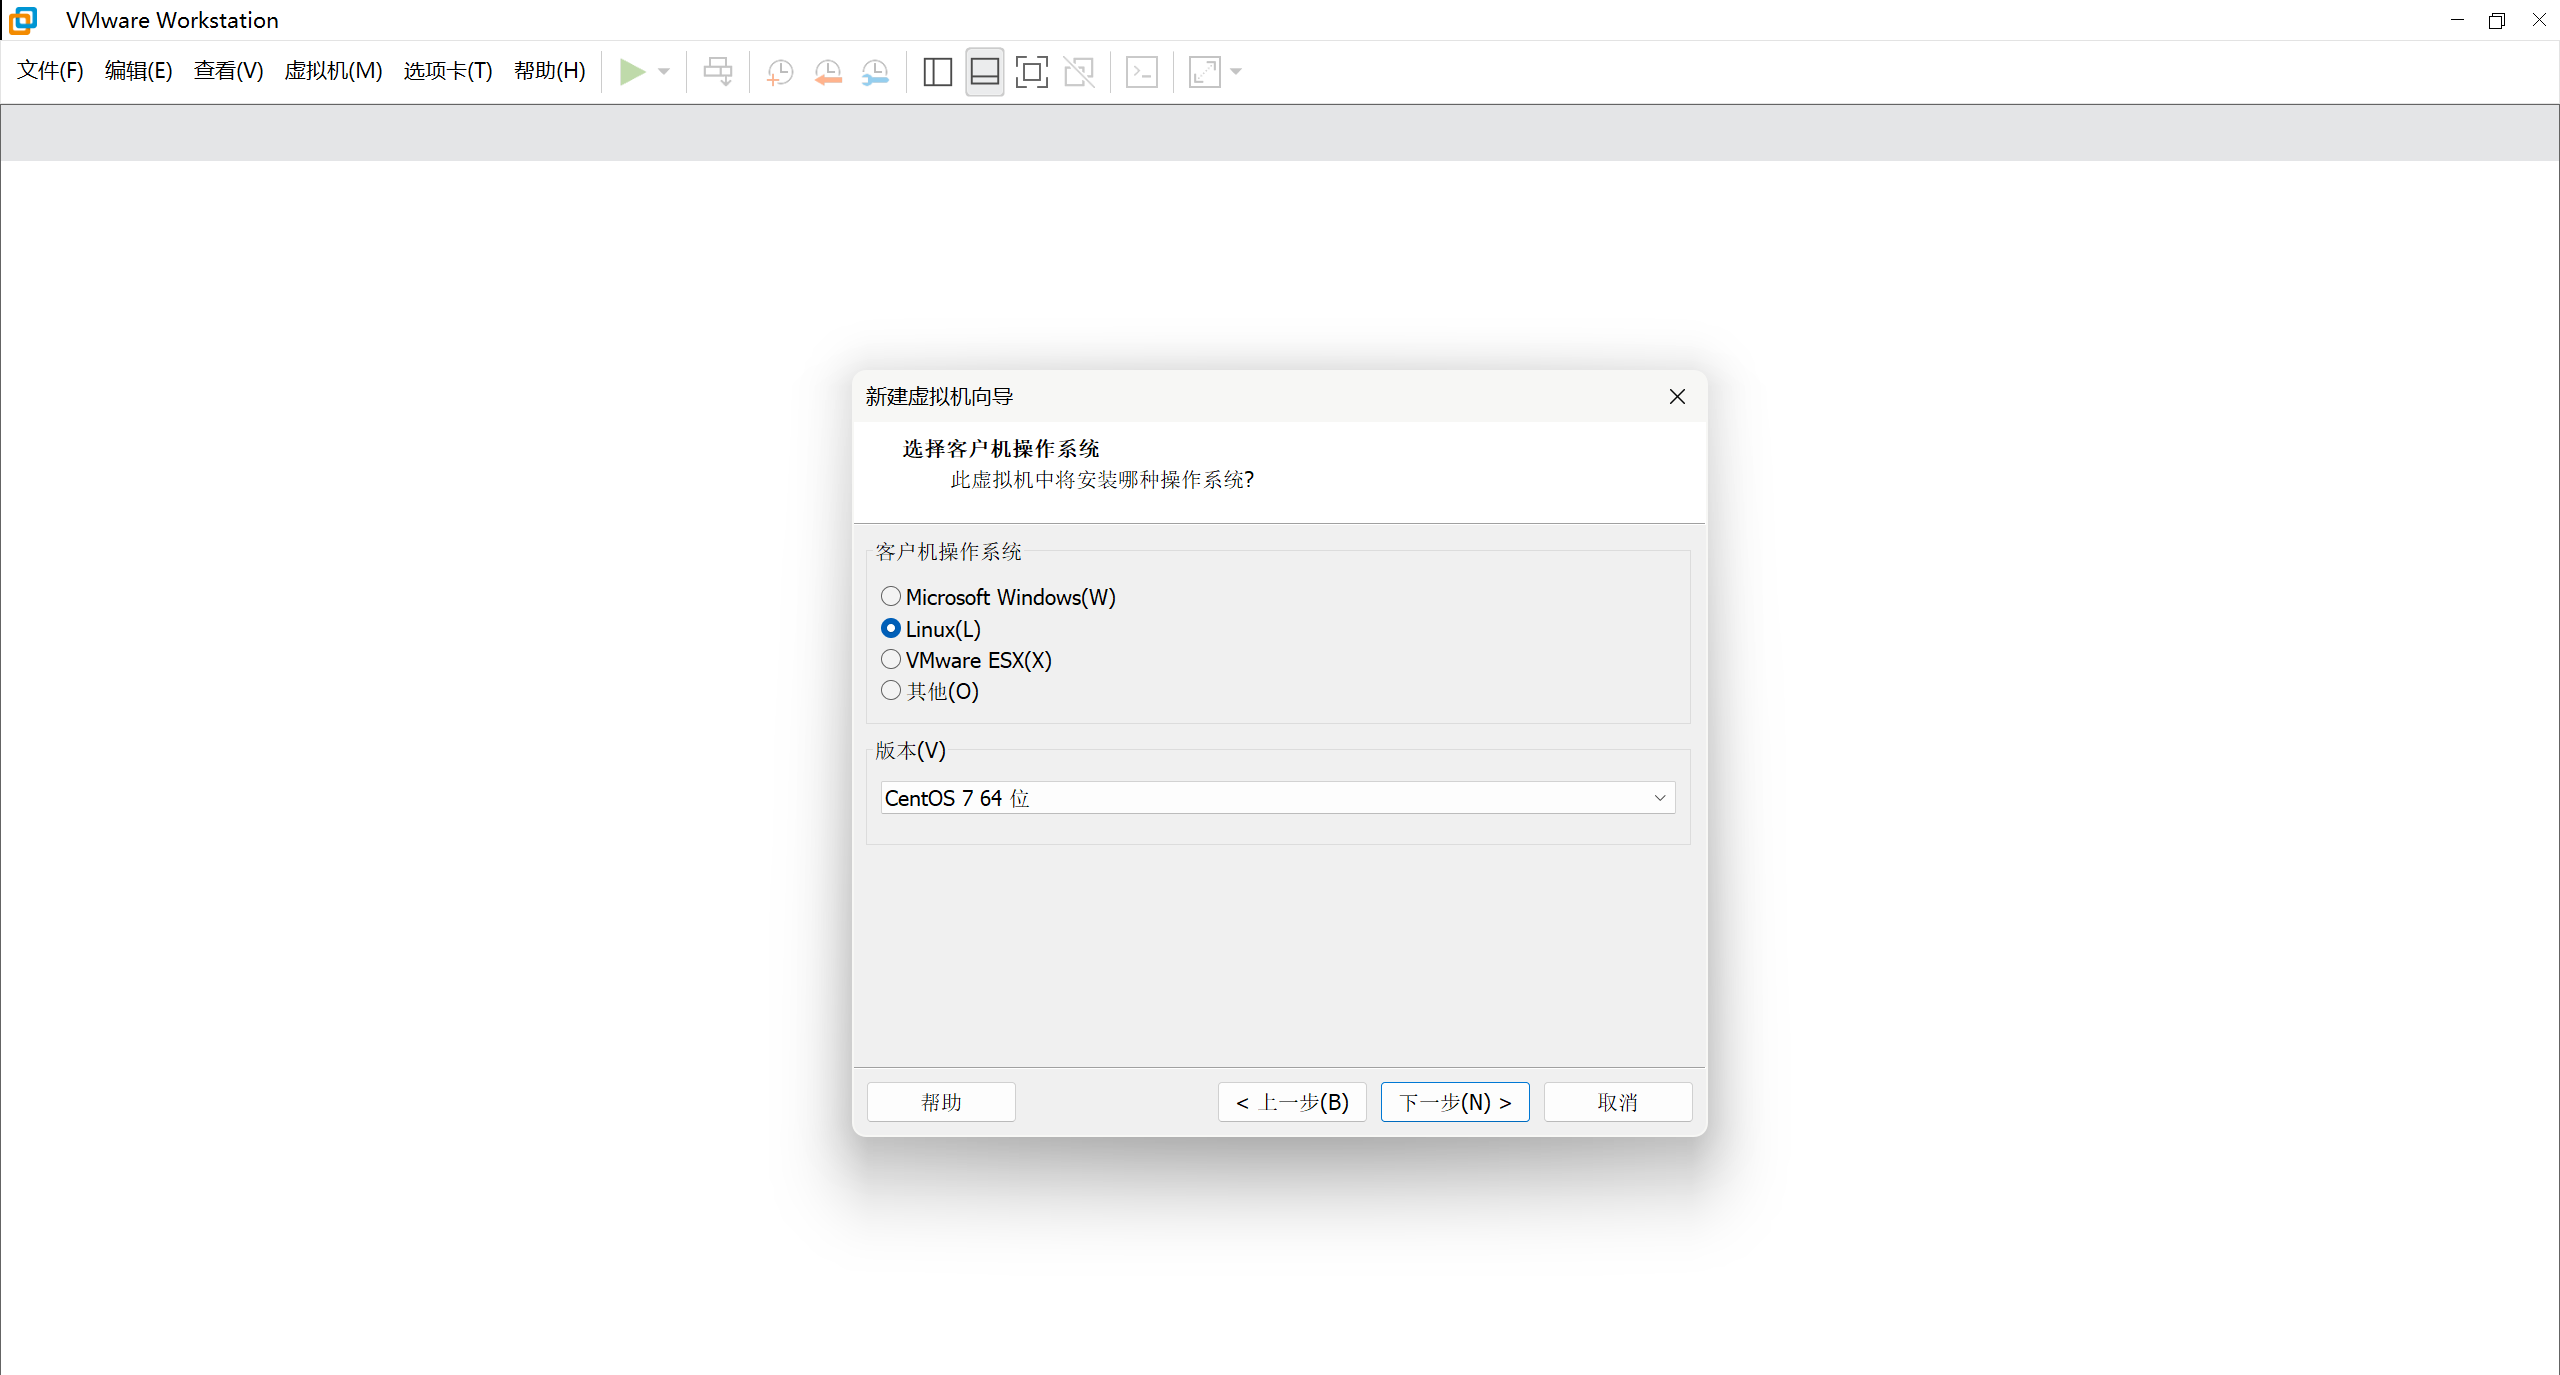 VMware Workstation
文件(F) 编辑(E) 查看(V) 虚拟机(M) 选项卡(T) 帮助(H)
新建虚拟机向导
选择客户机操作系统
此虚拟机中将安装哪种操作系统?
客户机操作系统
Microsoft Windows(W)
Linux(L)
VMware ESX(X)
其他(O)
版本(V)
CentOS 7 64 位
帮助 < 上一步(B) 下一步(N) > 取消